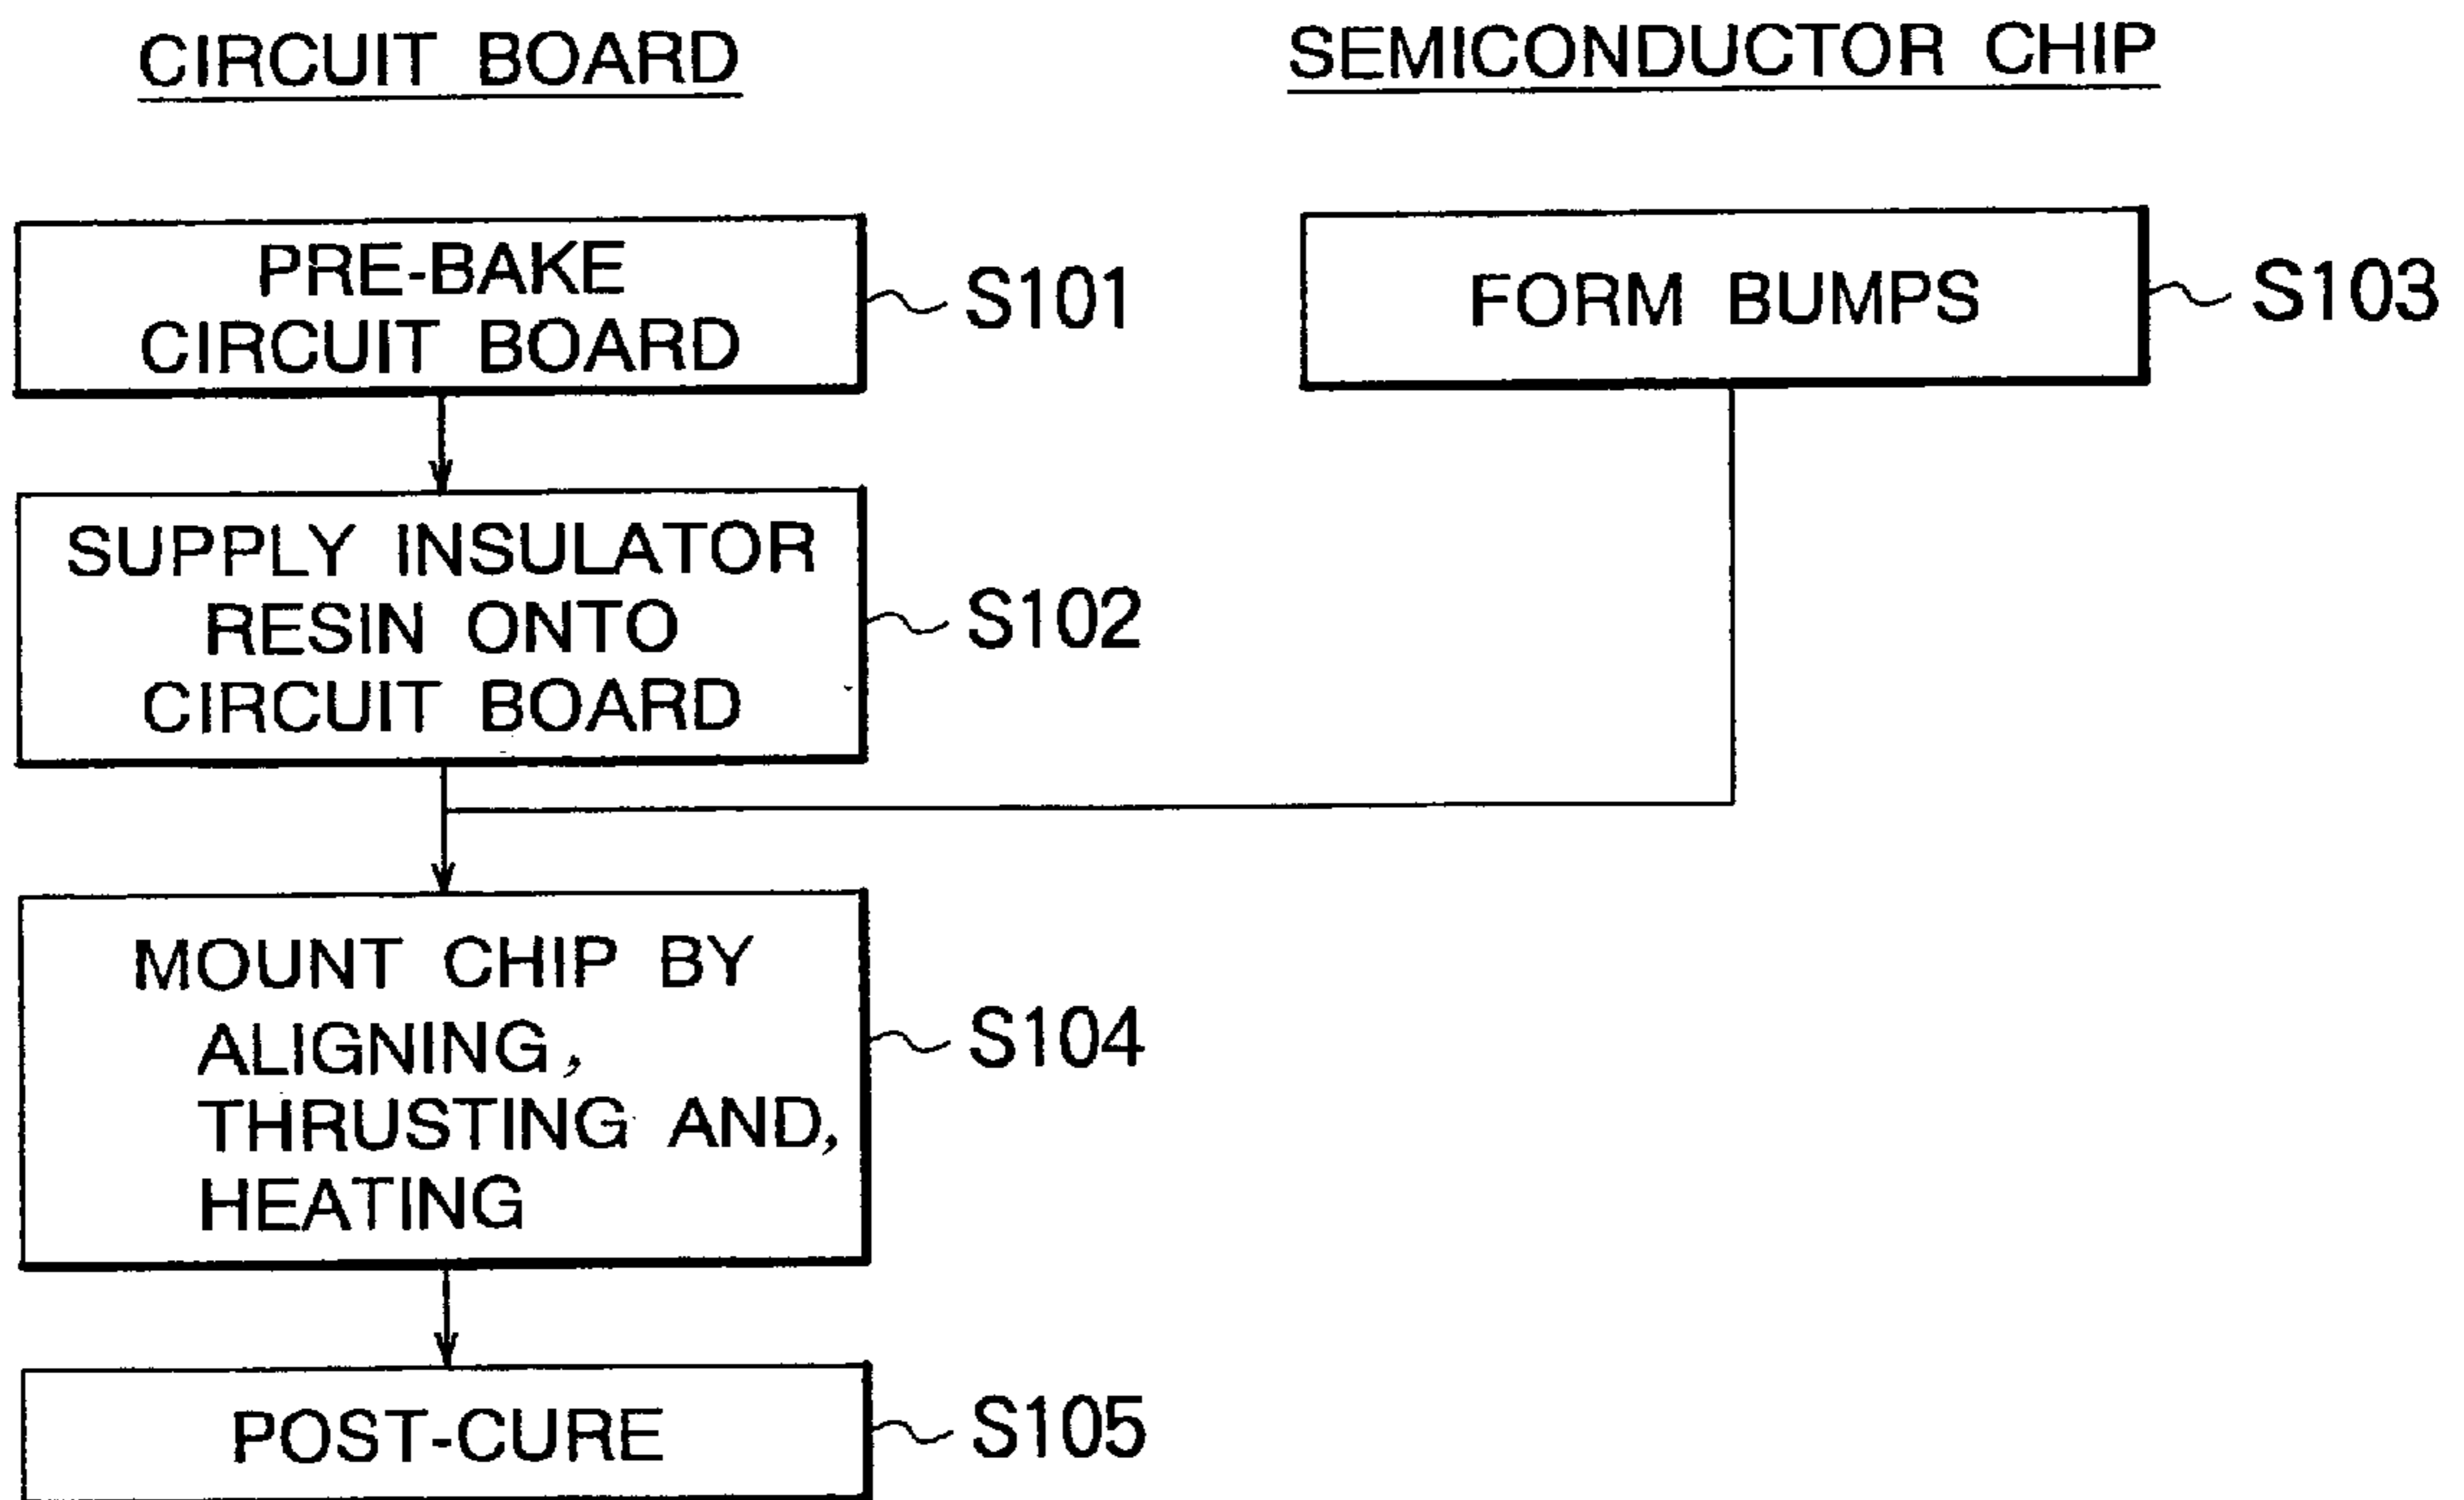 CIRCUIT BOARD
SEMICONDUCTOR CHIP
PRE-BAKE
CIRCUIT BOARD
S101
FORM BUMPS
S103
SUPPLY INSULATOR
RESIN ONTO
CIRCUIT BOARD
S102
MOUNT CHIP BY
ALIGNING,
THRUSTING AND,
HEATING
S104
POST-CURE
S105